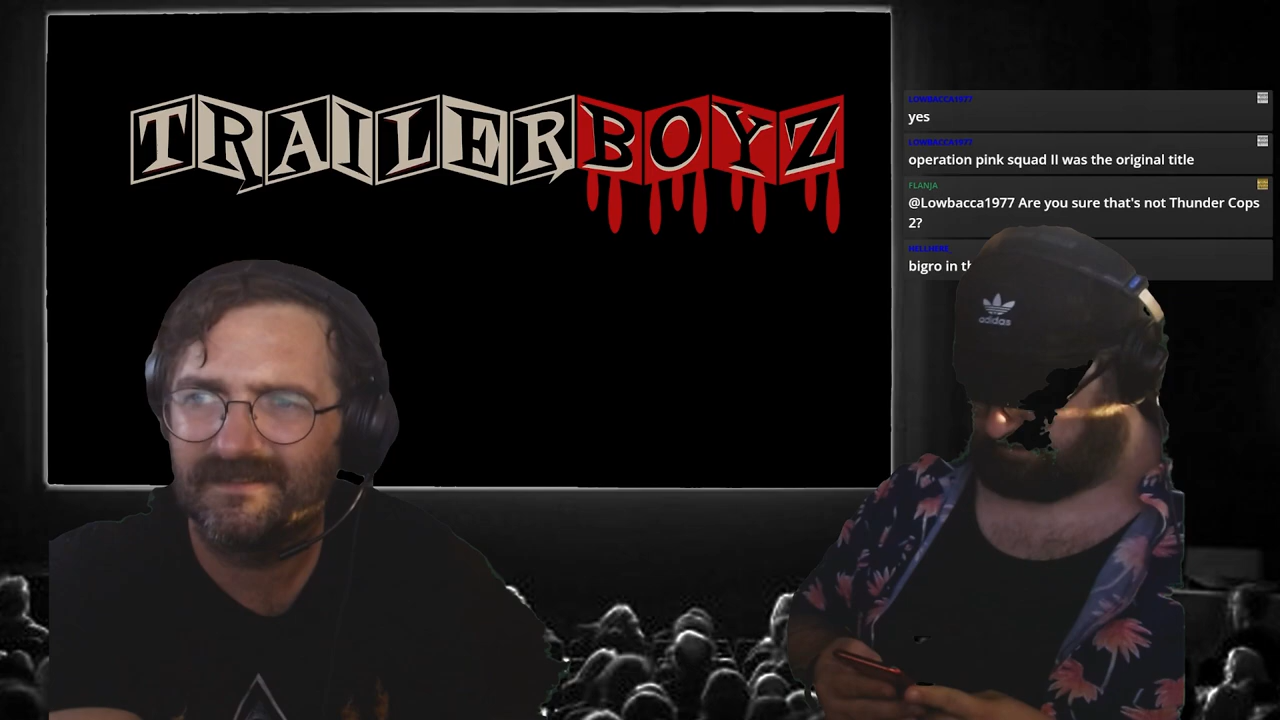 TRAILERBOYZ
LOWBACCA1977
yes
LOWBACCA1977
operation pink squad II was the original title
FLANJA
@Lowbacca1977 Are you sure that's not Thunder Cops
2?
HELLHERE
bigro in
adidas